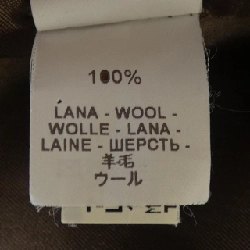 100%
LANA - WOOL -
WOLLE - LANA -
LAINE - ШЕРСТЬ -
羊毛
ウール